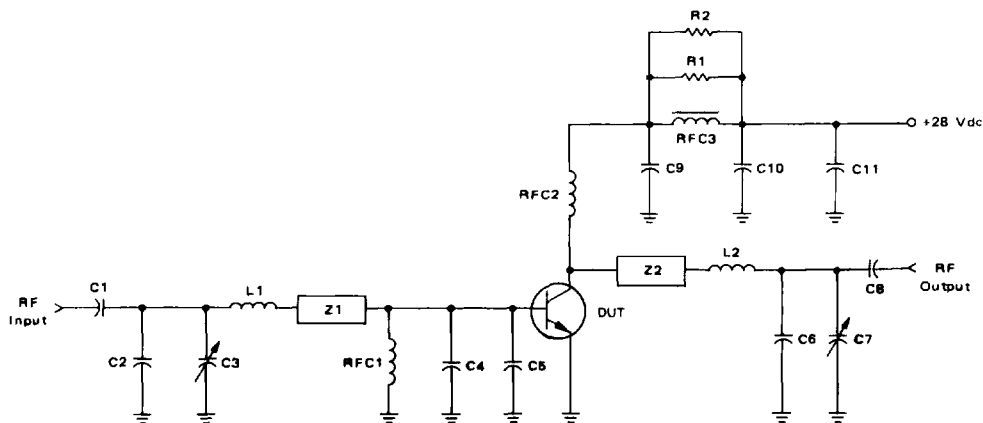 R2
R1
RFC3
+28 Vdc
C9
C10
C11
RFC2
L2
Z2
C8
RF
Output
C1
L1
Z1
RF
Input
DUT
C2
C3
RFC1
C4
C5
C6
C7